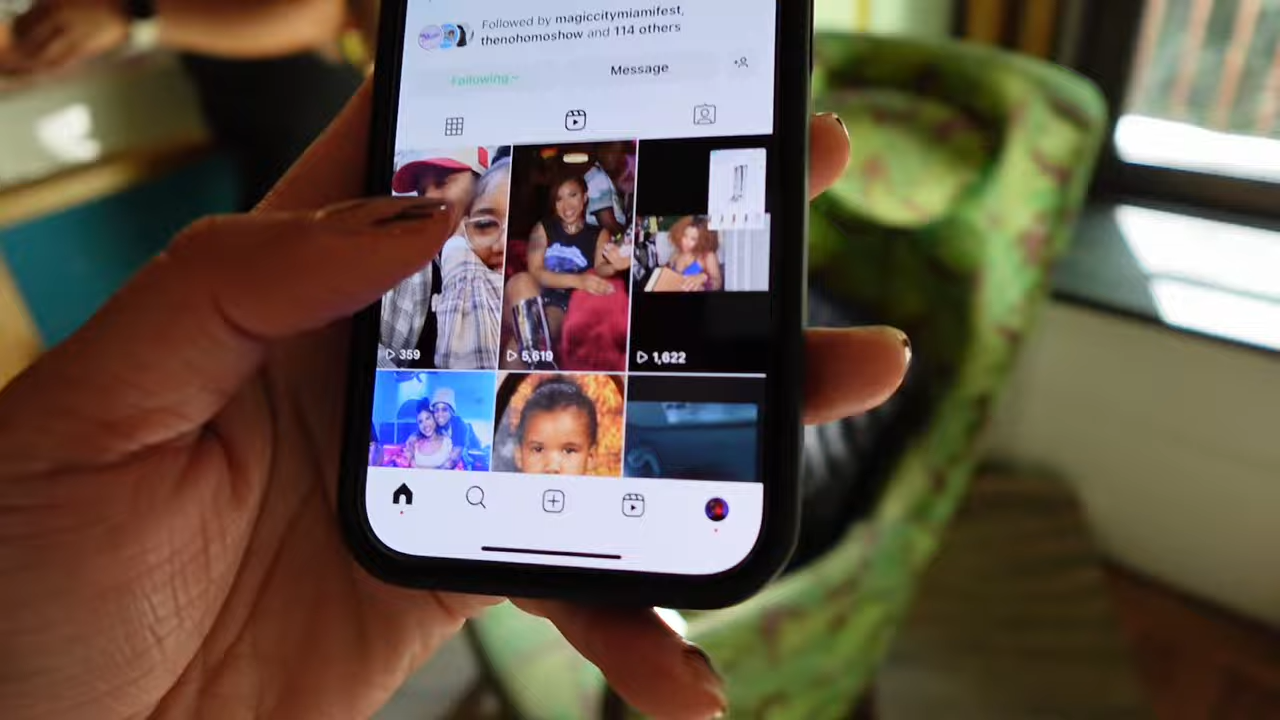 Followed by magiccitymiamifest,
thenohomoshow and 114 others
Following
Message
359
5,619
1,622